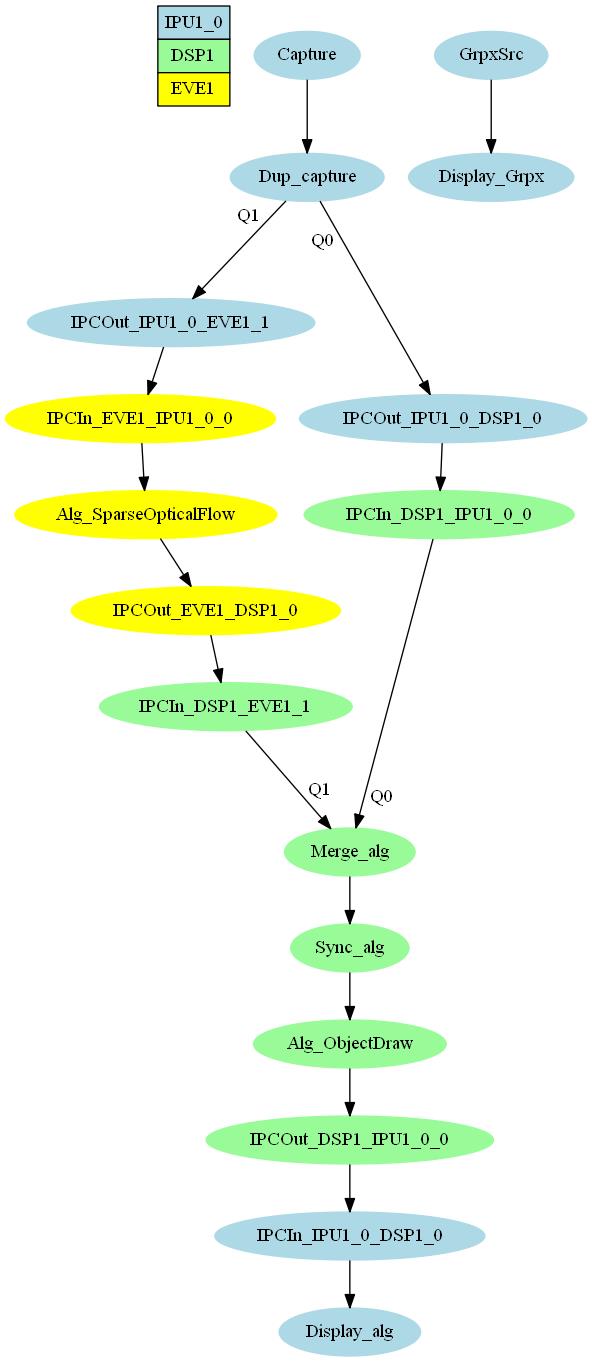 IPU1_0
DSP1
EVE1
Capture
GrpxSrc
Dup_capture
Display_Grpx
Q1
Q0
IPCOut_IPU1_0_EVE1_1
IPCIn_EVE1_IPU1_0_0
IPCOut_IPU1_0_DSP1_0
Alg_SparseOpticalFlow
IPCIn_DSP1_IPU1_0_0
IPCOut_EVE1_DSP1_0
IPCIn_DSP1_EVE1_1
Q1
Q0
Merge_alg
Sync_alg
Alg_ObjectDraw
IPCOut_DSP1_IPU1_0_0
IPCIn_IPU1_0_DSP1_0
Display_alg